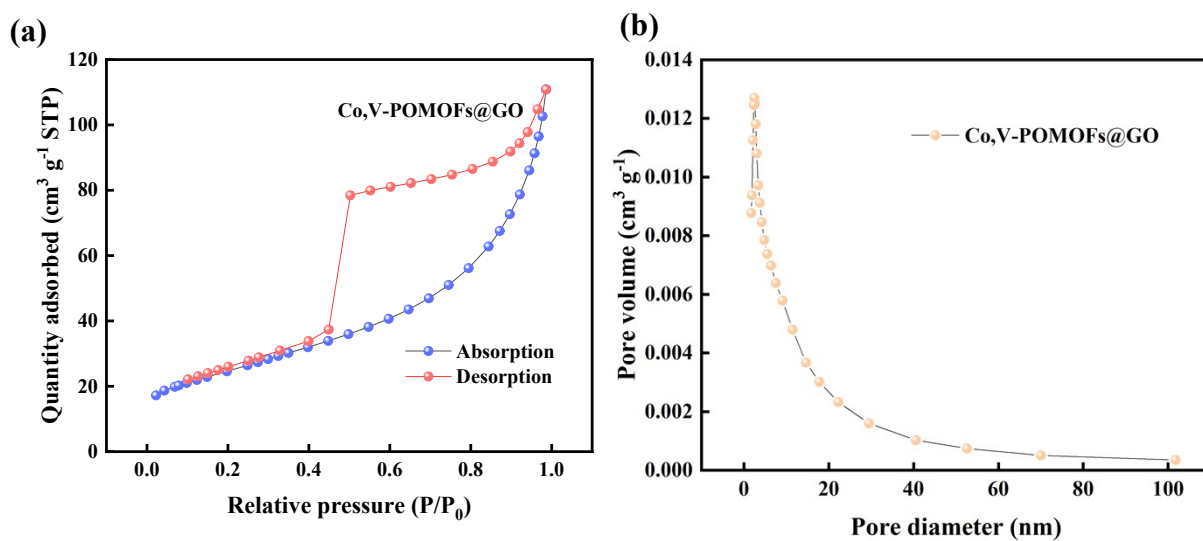 (a)
120
100
80
60
40
20
0
Quantity adsorbed (cm³ g⁻¹ STP)
Co,V-POMOFs@GO
Absorption
Desorption
0.0 0.2 0.4 0.6 0.8 1.0
Relative pressure (P/P₀)
(b)
0.014
0.012
0.010
0.008
0.006
0.004
0.002
0.000
Pore volume (cm³ g⁻¹)
Co,V-POMOFs@GO
0 20 40 60 80 100
Pore diameter (nm)